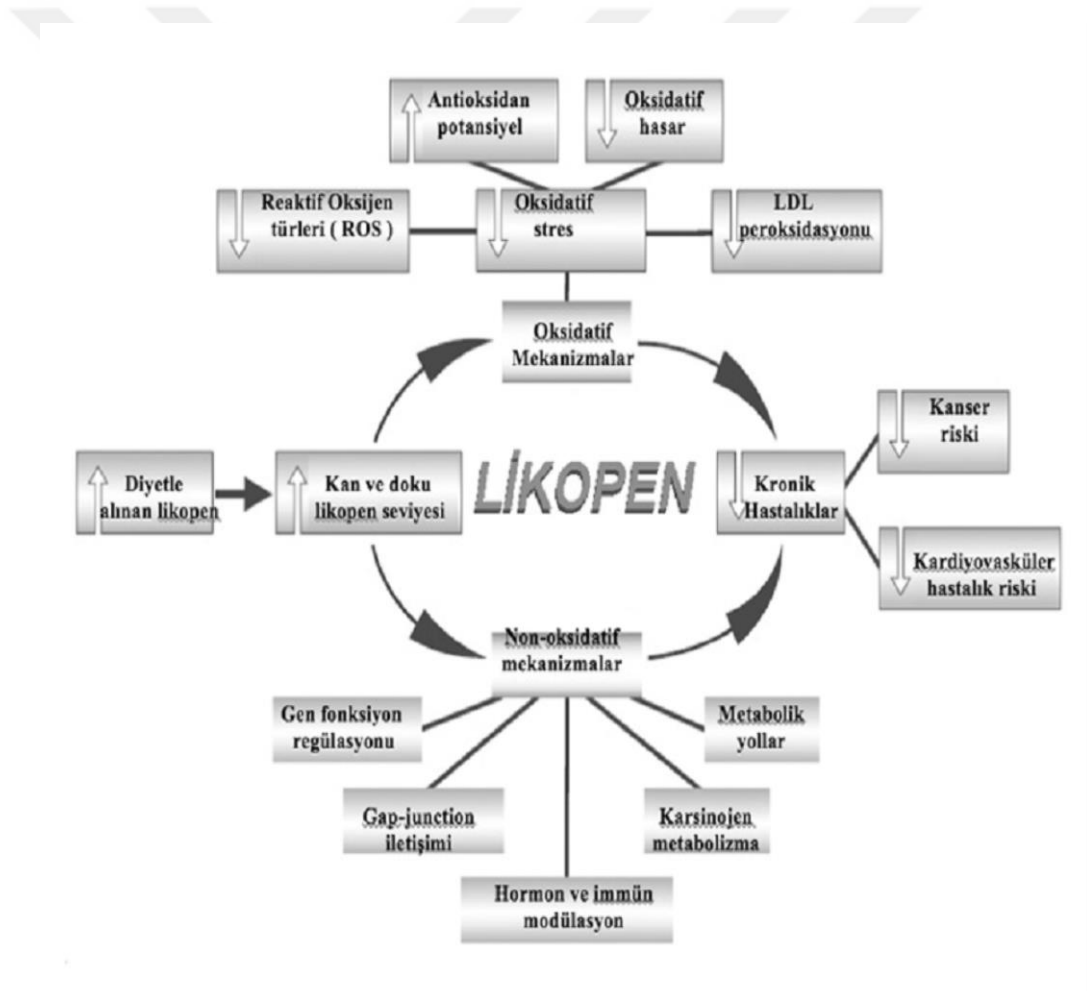 Antioksidan
potansiyel
Oksidatif
hasar
Reaktif Oksijen
türleri ( ROS )
Oksidatif
stres
LDL
peroksidasyonu
Oksidatif
Mekanizmalar
Kanser
riski
Diyetle
alınan likopen
Kan ve doku
likopen seviyesi
LİKOPEN
Kronik
Hastalıklar
Kardiyovasküler
hastalık riski
Non-oksidatif
mekanizmalar
Gen fonksiyon
regülasyonu
Metabolik
yollar
Gap-junction
iletişimi
Karsinojen
metabolizma
Hormon ve immün
modülasyon